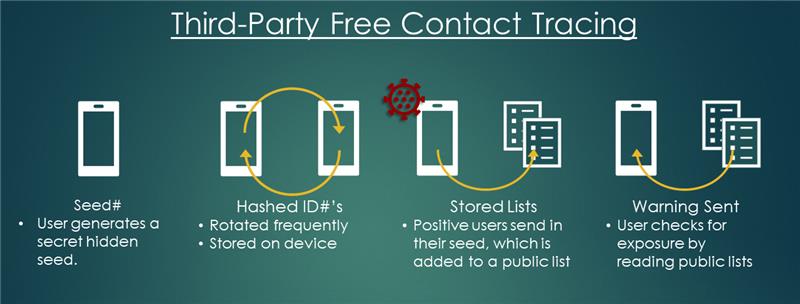 Third-Party Free Contact Tracing
Seed#
• User generates a
secret hidden
seed.
Hashed ID#'s
• Rotated frequently
• Stored on device
Stored Lists
• Positive users send in
their seed, which is
added to a public list
Warning Sent
• User checks for
exposure by
reading public lists